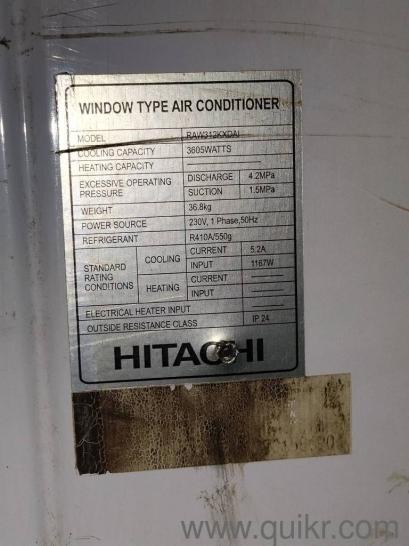 WINDOW TYPE AIR CONDITIONER
MODEL RAW312KXDAI
COOLING CAPACITY 3605WATTS
HEATING CAPACITY
EXCESSIVE OPERATING PRESSURE DISCHARGE 4.2MPa
SUCTION 1.5MPa
WEIGHT 36.8kg
POWER SOURCE 230V, 1 Phase,50Hz
REFRIGERANT R410A/550g
STANDARD RATING CONDITIONS COOLING CURRENT 5.2A
INPUT 1167W
HEATING CURRENT
INPUT
ELECTRICAL HEATER INPUT
OUTSIDE RESISTANCE CLASS IP 24
HITACHI
www.quikr.com